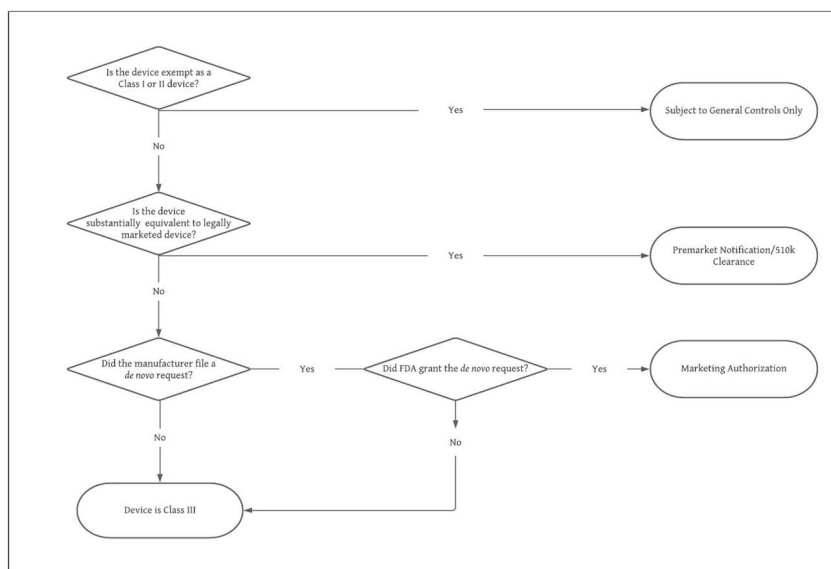 Is the device exempt as a
Class I or II device?
Yes
Subject to General Controls Only
No
Is the device
substantially equivalent to legally
marketed device?
Yes
Premarket Notification/510k
Clearance
No
Did the manufacturer file a
de novo request?
Yes
Did FDA grant the de novo request?
Yes
Marketing Authorization
No
No
Device is Class III